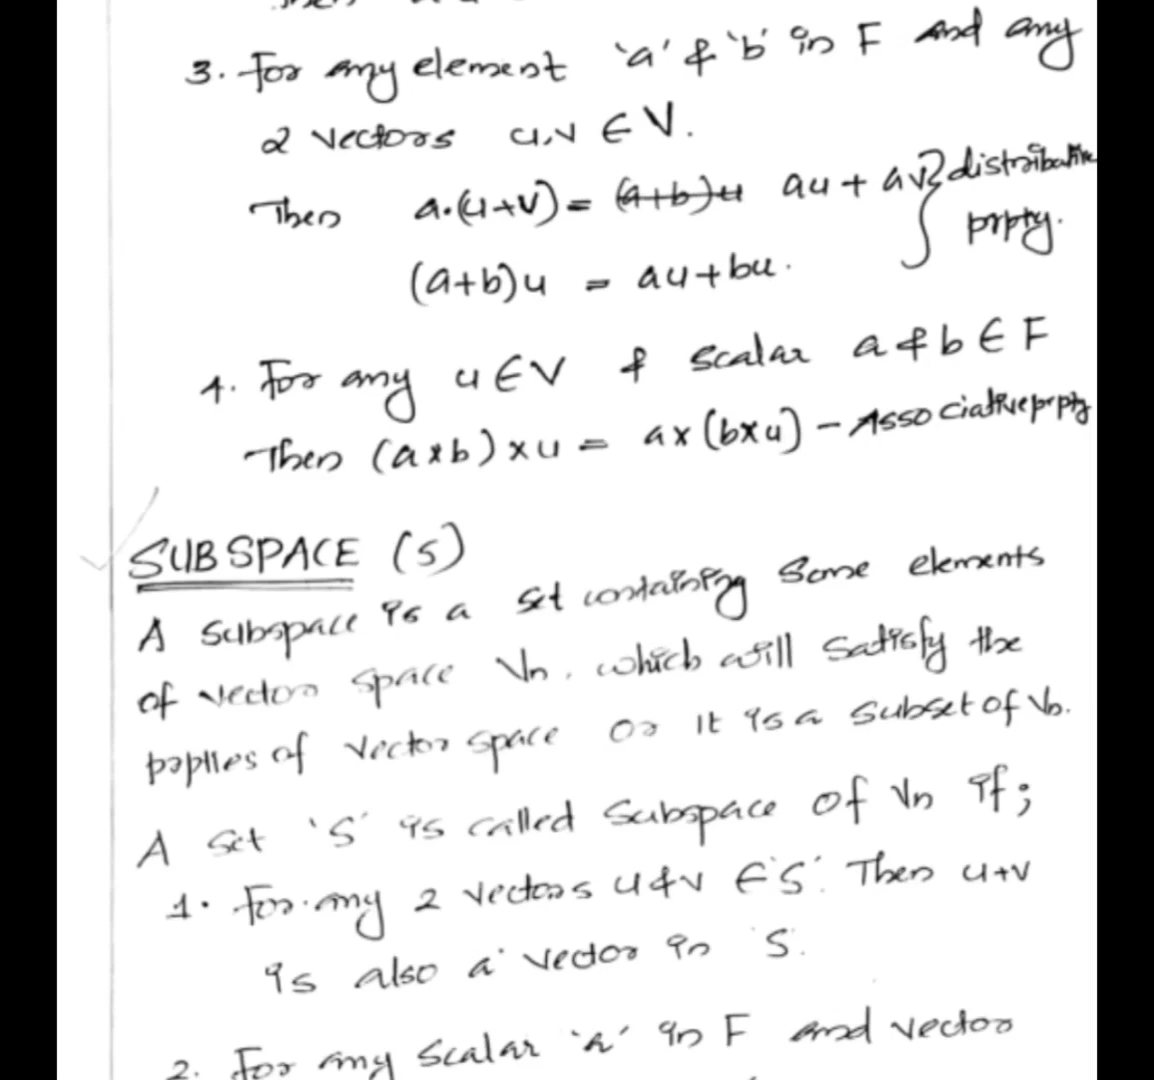 3. For any element 'a' & 'b' in F and any
2 vectors u,v ∈ V.
Then a.(u+v) = (a+b)u au + av } distributive
prpty.
(a+b)u = au+bu.
4. For any u ∈ V & scalar a & b ∈ F
Then (a×b)×u = a×(b×u) – Associative prpty
SUBSPACE (S)
A subspace is a set containing some elements
of vector space Vn. which will satisfy the
poptles of vector space or it is a subset of Vn.
A set 'S' is called subspace of Vn if;
1. For any 2 vectors u & v ∈ 'S'. Then u+v
is also a vector in 'S'.
2. For any scalar 'a' in F and vector